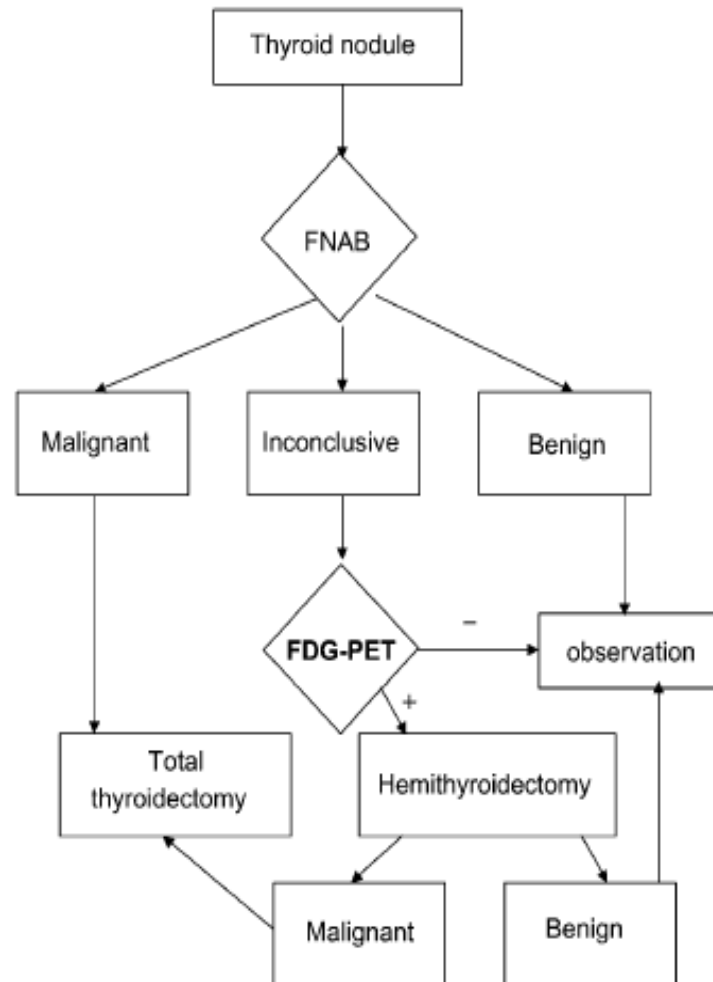 Thyroid nodule
FNAB
Malignant
Inconclusive
Benign
FDG-PET
−
observation
+
Total
thyroidectomy
Hemithyroidectomy
Malignant
Benign